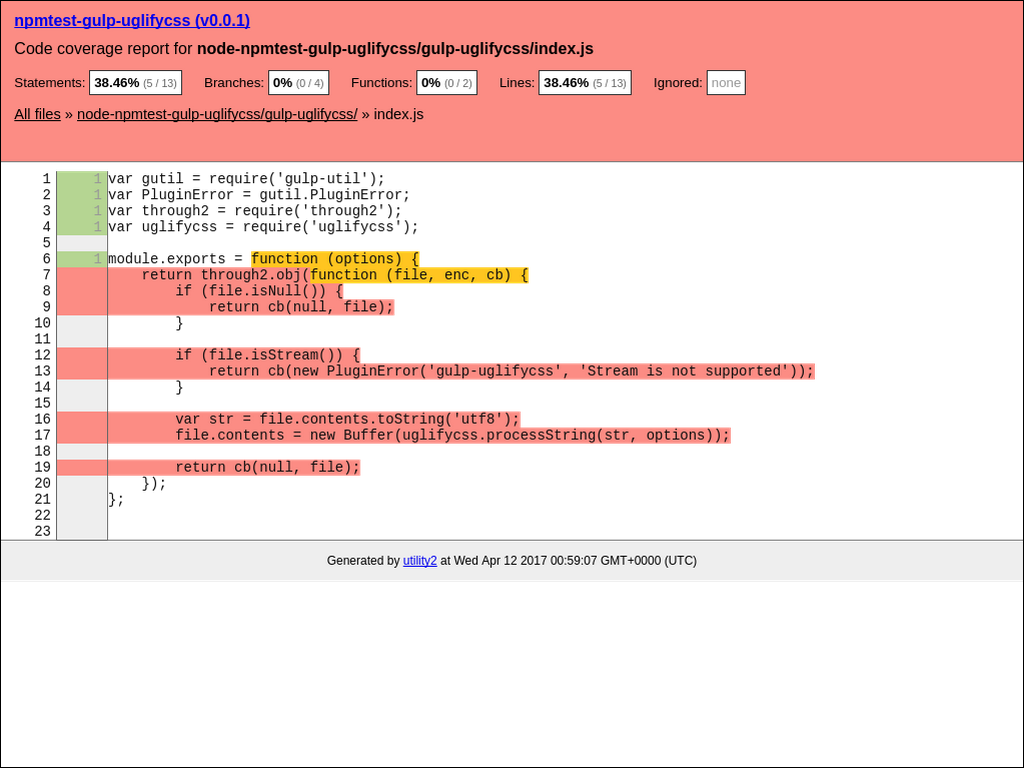 npmtest-gulp-uglifycss (v0.0.1)
Code coverage report for node-npmtest-gulp-uglifycss/gulp-uglifycss/index.js
Statements: 38.46% (5 / 13) Branches: 0% (0 / 4) Functions: 0% (0 / 2) Lines: 38.46% (5 / 13) Ignored: none
All files » node-npmtest-gulp-uglifycss/gulp-uglifycss/ » index.js
1 1 var gutil = require('gulp-util');
2 1 var PluginError = gutil.PluginError;
3 1 var through2 = require('through2');
4 1 var uglifycss = require('uglifycss');
5
6 1 module.exports = function (options) {
7     return through2.obj(function (file, enc, cb) {
8         if (file.isNull()) {
9             return cb(null, file);
10         }
11
12         if (file.isStream()) {
13             return cb(new PluginError('gulp-uglifycss', 'Stream is not supported'));
14         }
15
16         var str = file.contents.toString('utf8');
17         file.contents = new Buffer(uglifycss.processString(str, options));
18
19         return cb(null, file);
20     });
21 };
22
23
Generated by utility2 at Wed Apr 12 2017 00:59:07 GMT+0000 (UTC)